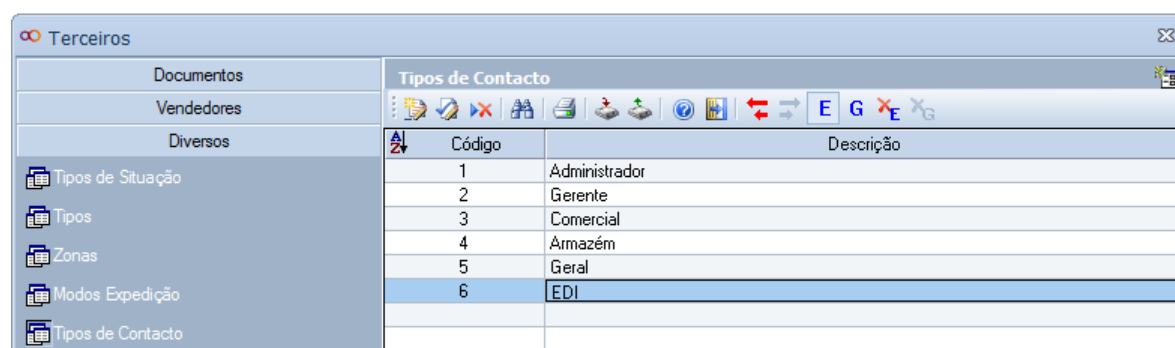 Terceiros
Documentos
Vendedores
Diversos
Tipos de Situação
Tipos
Zonas
Modos Expedição
Tipos de Contacto
Tipos de Contacto
E G E G
A Z Código Descrição
1 Administrador
2 Gerente
3 Comercial
4 Armazém
5 Geral
6 EDI